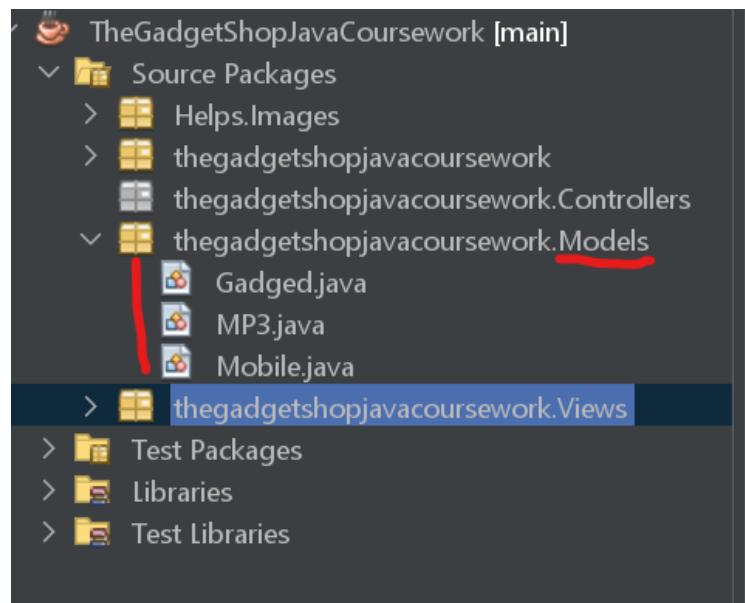 TheGadgetShopJavaCoursework [main]
Source Packages
Helps.Images
thegadgetshopjavacoursework
thegadgetshopjavacoursework.Controllers
thegadgetshopjavacoursework.Models
Gadged.java
MP3.java
Mobile.java
thegadgetshopjavacoursework.Views
Test Packages
Libraries
Test Libraries